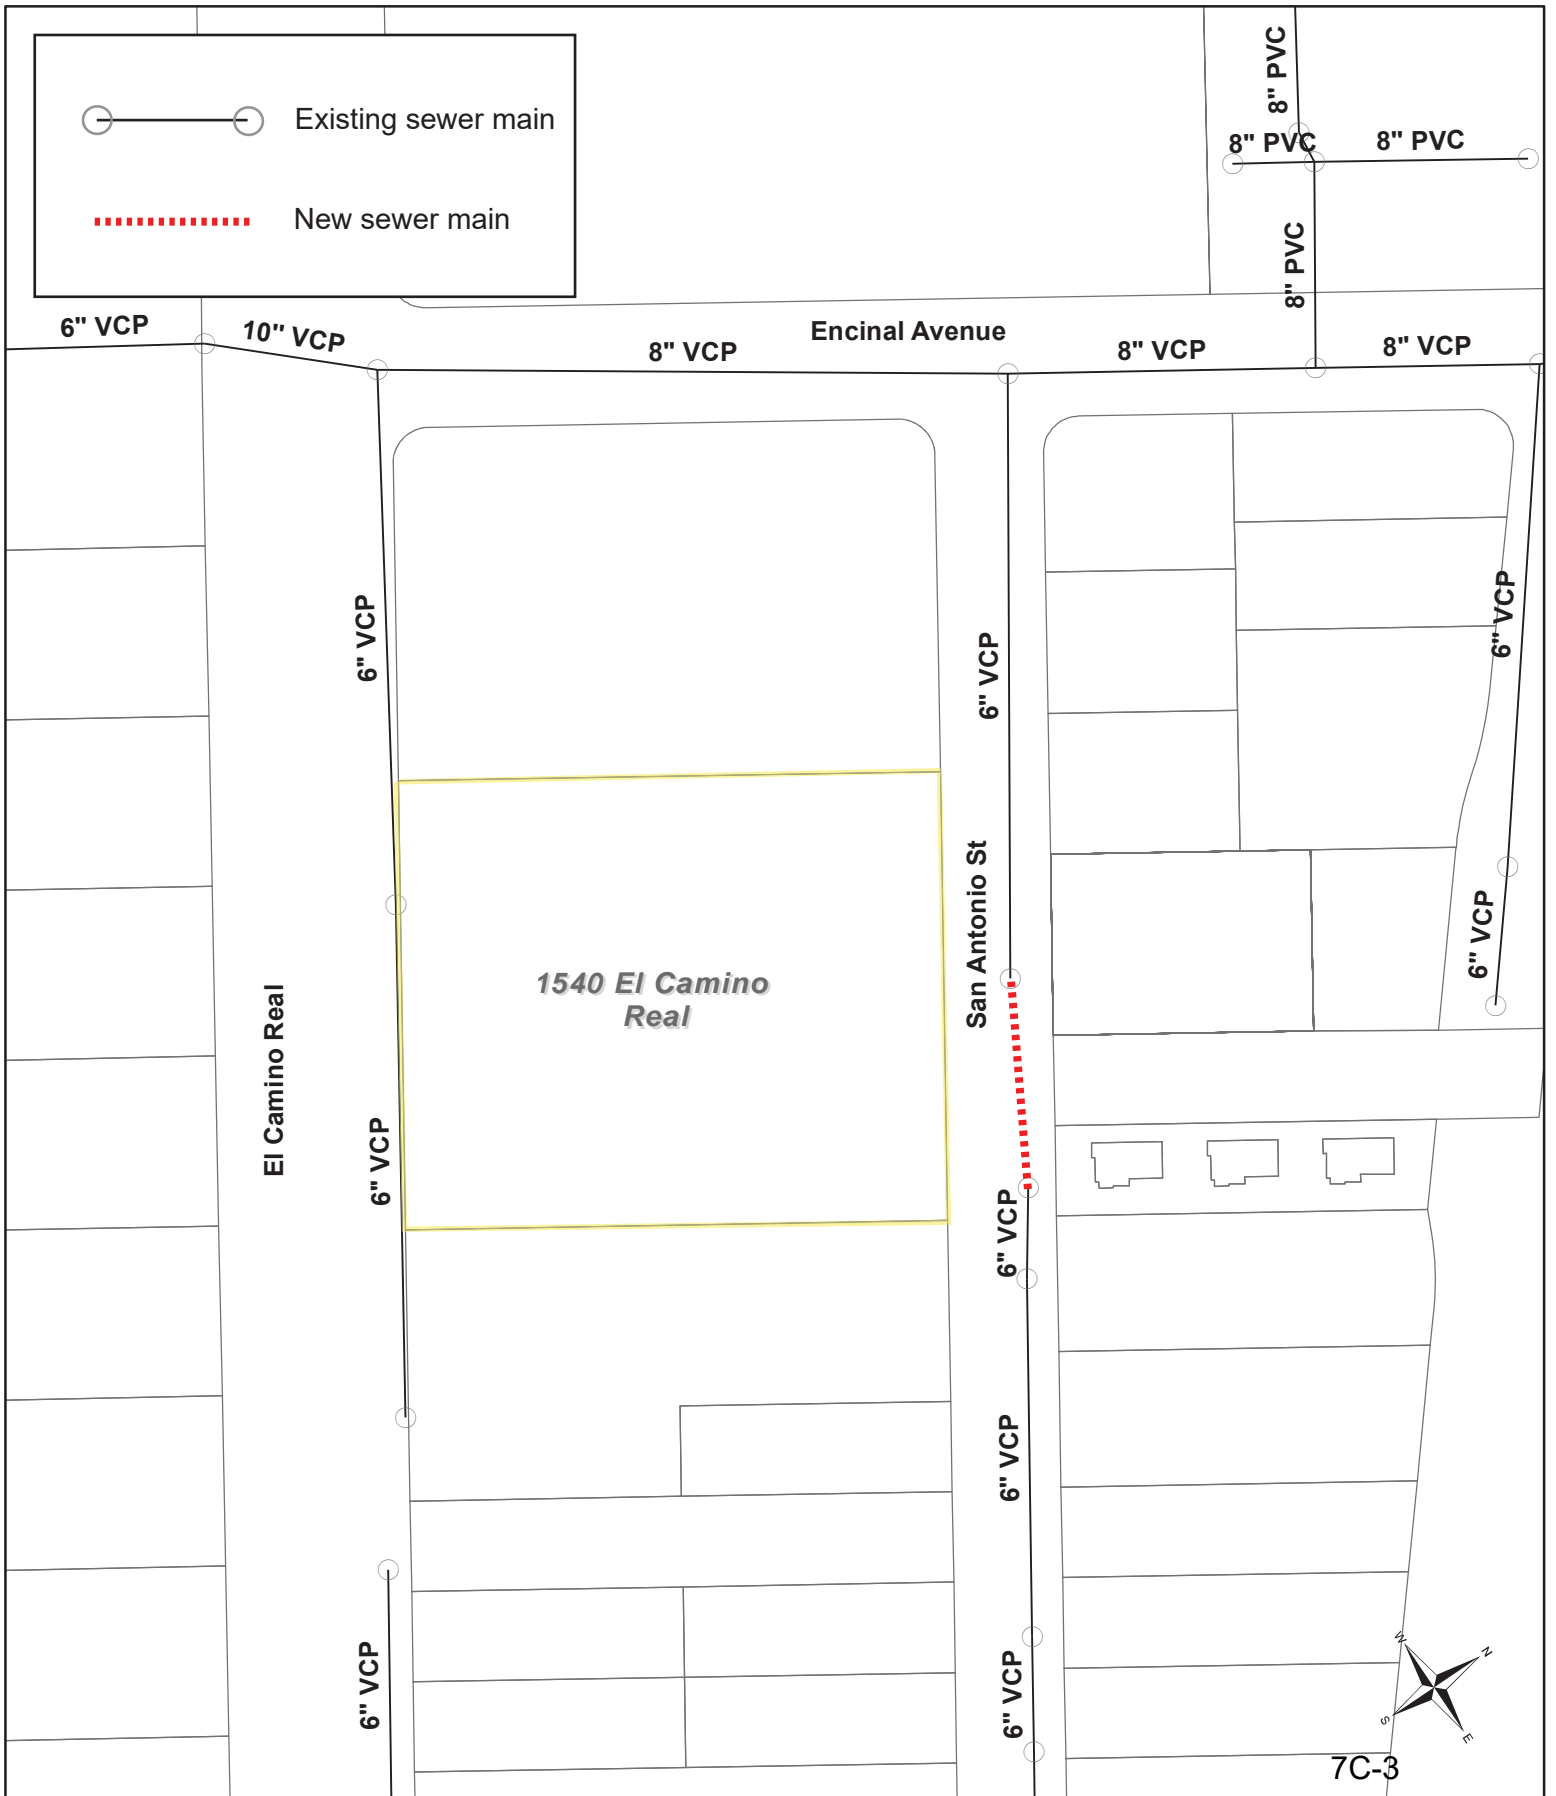 8" PVC
Existing sewer main
8" PVC
8" PVC
New sewer main
8" PVC
6" VCP
10" VCP
Encinal Avenue
8" VCP
8" VCP
8" VCP
6" VCP
6" VCP
6" VCP
San Antonio St
6" VCP
1540 El Camino
Real
El Camino Real
6" VCP
6" VCP
6" VCP
6" VCP
6" VCP
W
N
S
E
7C-3